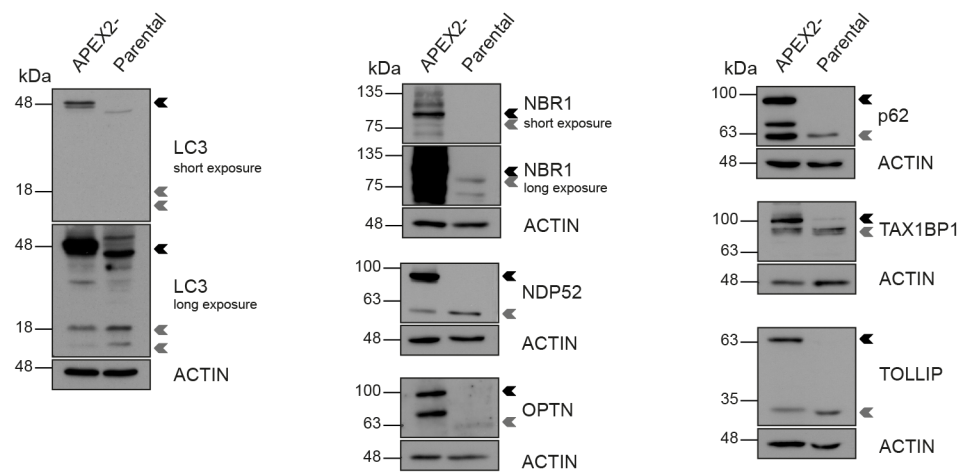 APEX2-
Parental
kDa
48
LC3
short exposure
18
48
LC3
long exposure
18
48
ACTIN
APEX2-
Parental
kDa
135
NBR1
short exposure
75
135
NBR1
long exposure
75
48
ACTIN
100
NDP52
63
48
ACTIN
100
OPTN
63
48
ACTIN
APEX2-
Parental
kDa
100
p62
63
48
ACTIN
100
TAX1BP1
63
48
ACTIN
63
TOLLIP
35
48
ACTIN